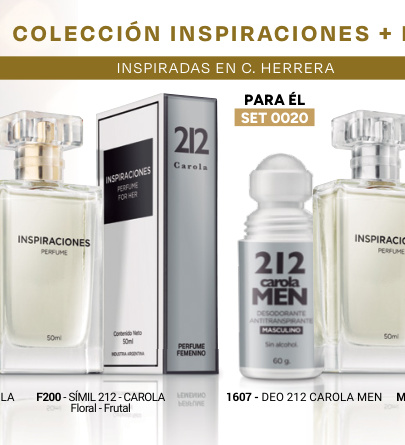 COLECCIÓN INSPIRACIONES +
INSPIRADAS EN C. HERRERA
PARA ÉL
SET 0020
INSPIRACIONES
PERFUME
50ml
INSPIRACIONES
PERFUME
FOR HER
Contenido Neto
50ml
INDUSTRIA ARGENTINA
212
Carola
PERFUME
FEMENINO
212
carola
MEN
DESODORANTE
ANTITRANSPIRANTE
MASCULINO
Sin alcohol.
60 g.
INSPIRACIO
PERFUME
50ml
LA
F200 - SÍMIL 212 - CAROLA
Floral - Frutal
1607 - DEO 212 CAROLA MEN
M